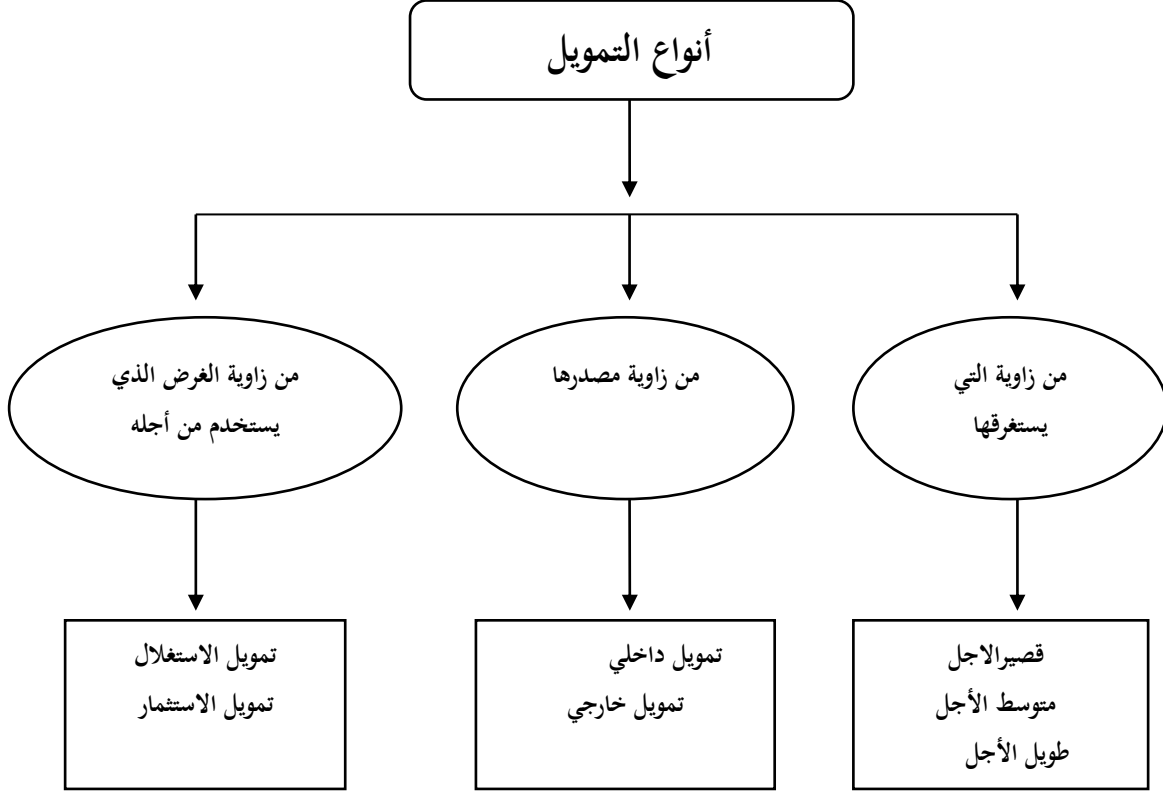 أنواع التمويل
من زاوية التي
يستغرقها
من زاوية مصدرها
من زاوية الغرض الذي
يستخدم من أجله
قصيرالاجل
متوسط الأجل
طويل الأجل
تمويل داخلي
تمويل خارجي
تمويل الاستغلال
تمويل الاستثمار